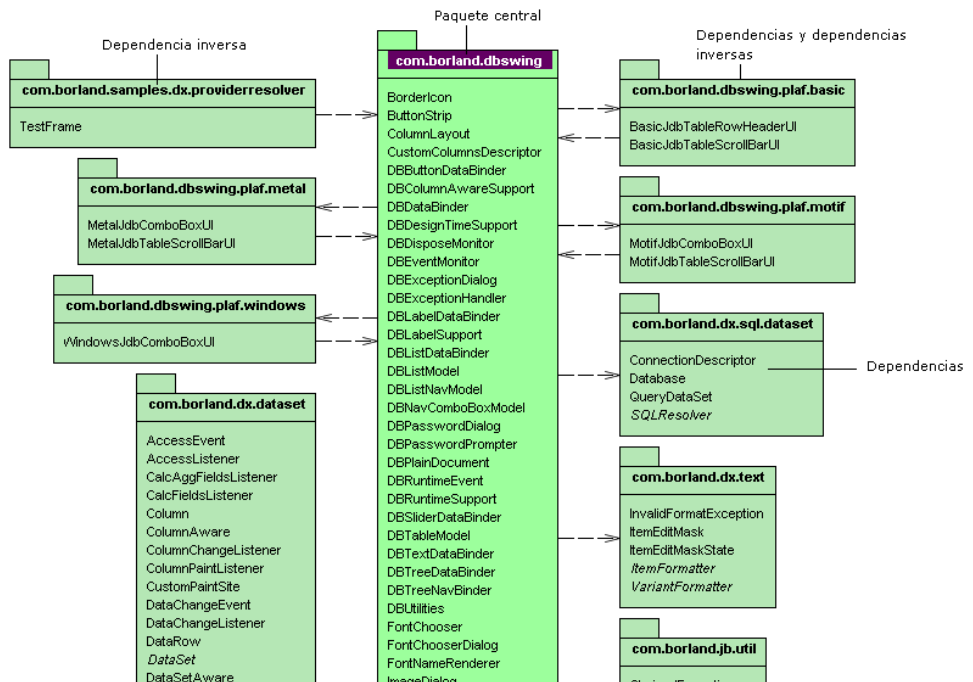 Paquete central
Dependencia inversa
Dependencias y dependencias
inversas
com.borland.samples.dx.providerresolver
TestFrame
com.borland.dbswing.plaf.metal
MetalJdbComboBoxUI
MetalJdbTableScrollBarUI
com.borland.dbswing.plaf.windows
WindowsJdbComboBoxUI
com.borland.dx.dataset
AccessEvent
AccessListener
CalcAggFieldsListener
CalcFieldsListener
Column
ColumnAware
ColumnChangeListener
ColumnPaintListener
CustomPaintSite
DataChangeEvent
DataChangeListener
DataRow
DataSet
DataSetAware
com.borland.dbswing
BorderIcon
ButtonStrip
ColumnLayout
CustomColumnsDescriptor
DBButtonDataBinder
DBColumnAwareSupport
DBDataBinder
DBDesignTimeSupport
DBDisposeMonitor
DBEventMonitor
DBExceptionDialog
DBExceptionHandler
DBLabelDataBinder
DBLabelSupport
DBListDataBinder
DBListModel
DBListNavModel
DBNavComboBoxModel
DBPasswordDialog
DBPasswordPrompter
DBPlainDocument
DBRuntimeEvent
DBRuntimeSupport
DBSliderDataBinder
DBTableModel
DBTextDataBinder
DBTreeDataBinder
DBTreeNavBinder
DBUtilities
FontChooser
FontChooserDialog
FontNameRenderer
ImageDialog
com.borland.dbswing.plaf.basic
BasicJdbTableRowHeaderUI
BasicJdbTableScrollBarUI
com.borland.dbswing.plaf.motif
MotifJdbComboBoxUI
MotifJdbTableScrollBarUI
com.borland.dx.sql.dataset
ConnectionDescriptor
Database
QueryDataSet
SQLResolver
Dependencias
com.borland.dx.text
InvalidFormatException
ItemEditMask
ItemEditMaskState
ItemFormatter
VariantFormatter
com.borland.jb.util